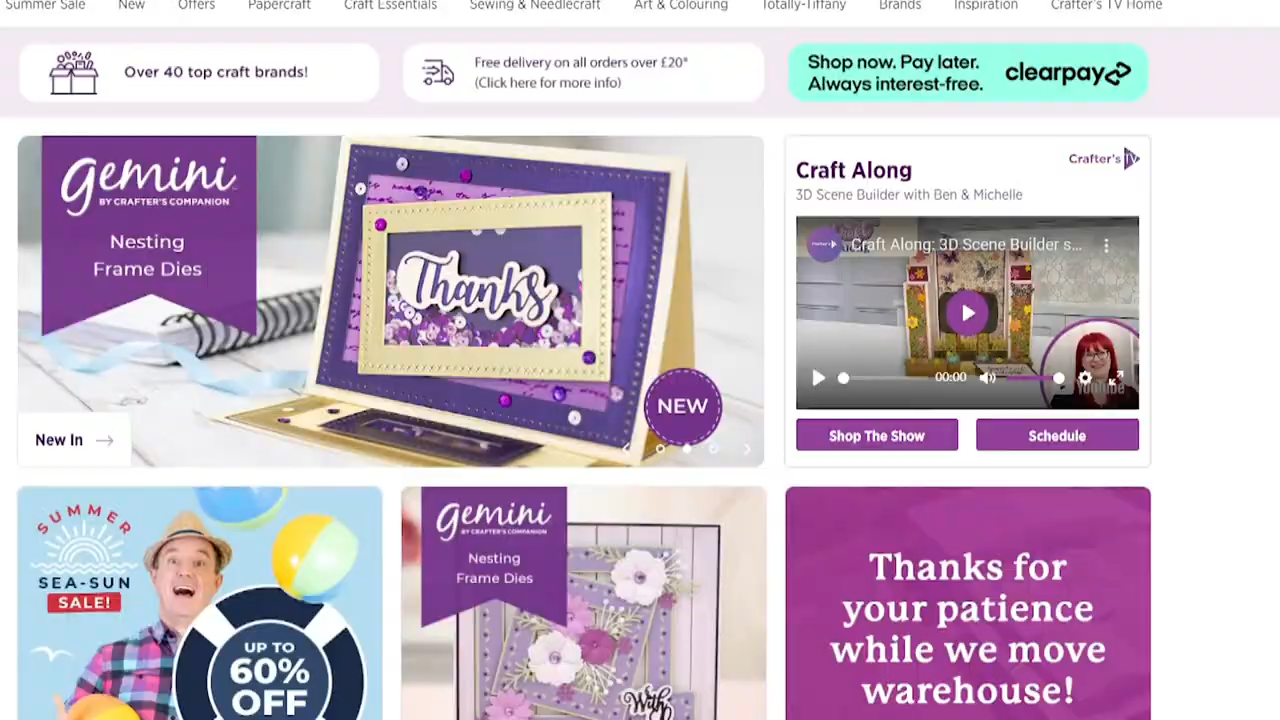 Summer Sale New Offers Papercraft Craft Essentials Sewing & Needlecraft Art & Colouring Totally-Tiffany Brands Inspiration Crafter's TV Home
Over 40 top craft brands!
Free delivery on all orders over £20*
(Click here for more info)
Shop now. Pay later.
Always interest-free.
clearpay
gemini
BY CRAFTER'S COMPANION
Nesting
Frame Dies
Thanks
NEW
New In
Craft Along
Crafter's TV
3D Scene Builder with Ben & Michelle
Craft Along: 3D Scene Builder s...
00:00
YouTube
Shop The Show
Schedule
SUMMER
SEA-SUN
SALE!
UP TO
60%
OFF
gemini
BY CRAFTER'S COMPANION
Nesting
Frame Dies
With
Thanks for
your patience
while we move
warehouse!